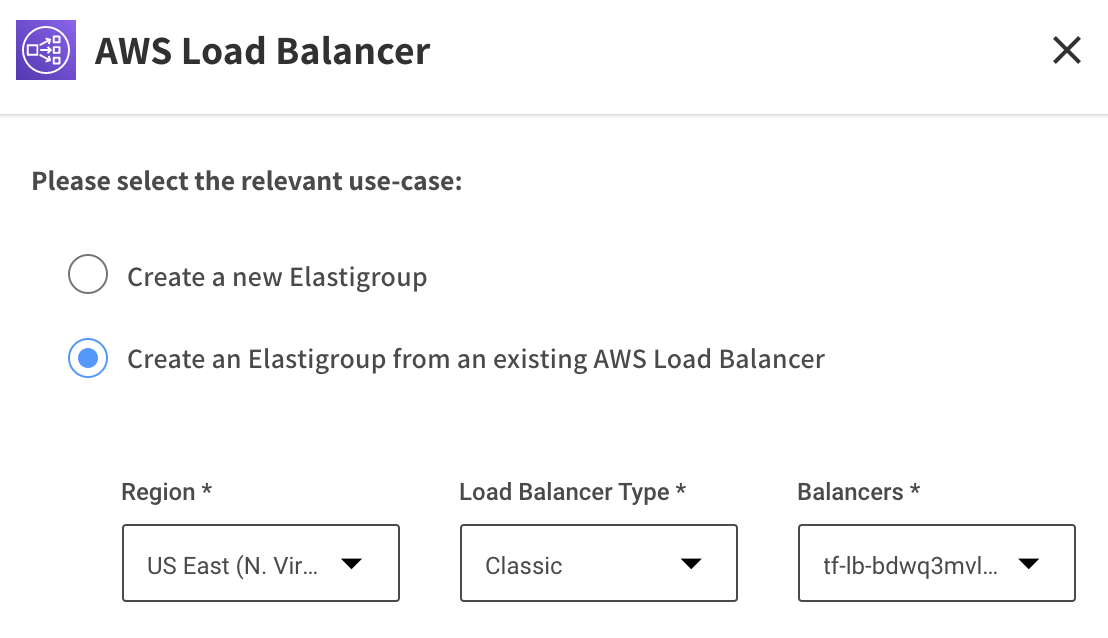 AWS Load Balancer
Please select the relevant use-case:
Create a new Elastigroup
Create an Elastigroup from an existing AWS Load Balancer
Region * Load Balancer Type * Balancers *
US East (N. Vir... Classic tf-lb-bdwq3mvl...